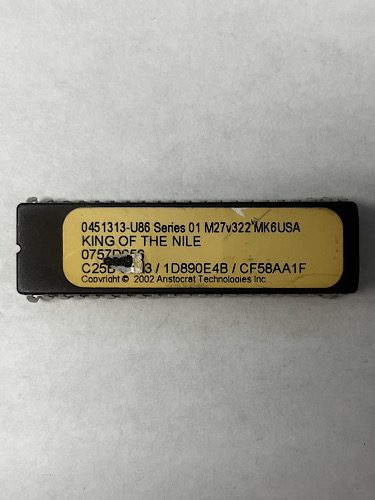 0451313-U86 Series 01 M27v322 MK6USA
KING OF THE NILE
/ 1D890E4B / CF58AA1F
Copyright © 2002 Aristocrat Technologies Inc